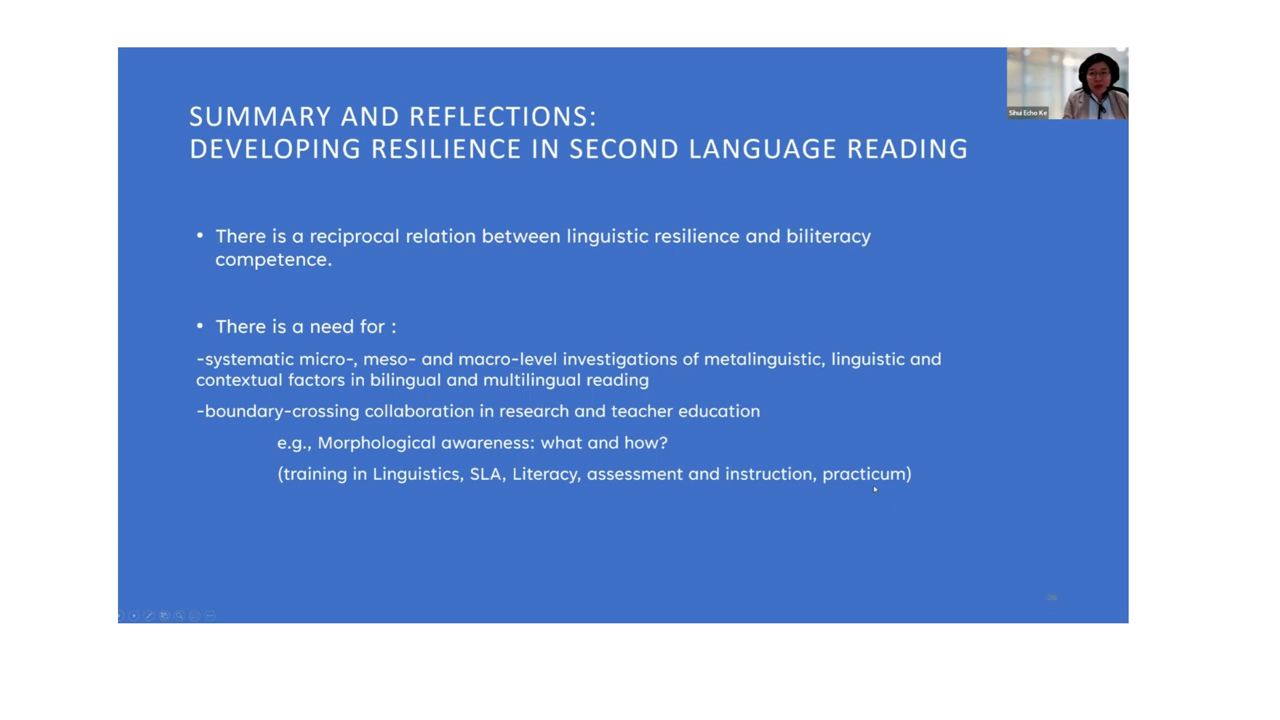 SUMMARY AND REFLECTIONS:
DEVELOPING RESILIENCE IN SECOND LANGUAGE READING
Sihui Echo Ke
• There is a reciprocal relation between linguistic resilience and biliteracy
competence.
• There is a need for :
-systematic micro-, meso- and macro-level investigations of metalinguistic, linguistic and
contextual factors in bilingual and multilingual reading
-boundary-crossing collaboration in research and teacher education
e.g., Morphological awareness: what and how?
(training in Linguistics, SLA, Literacy, assessment and instruction, practicum)